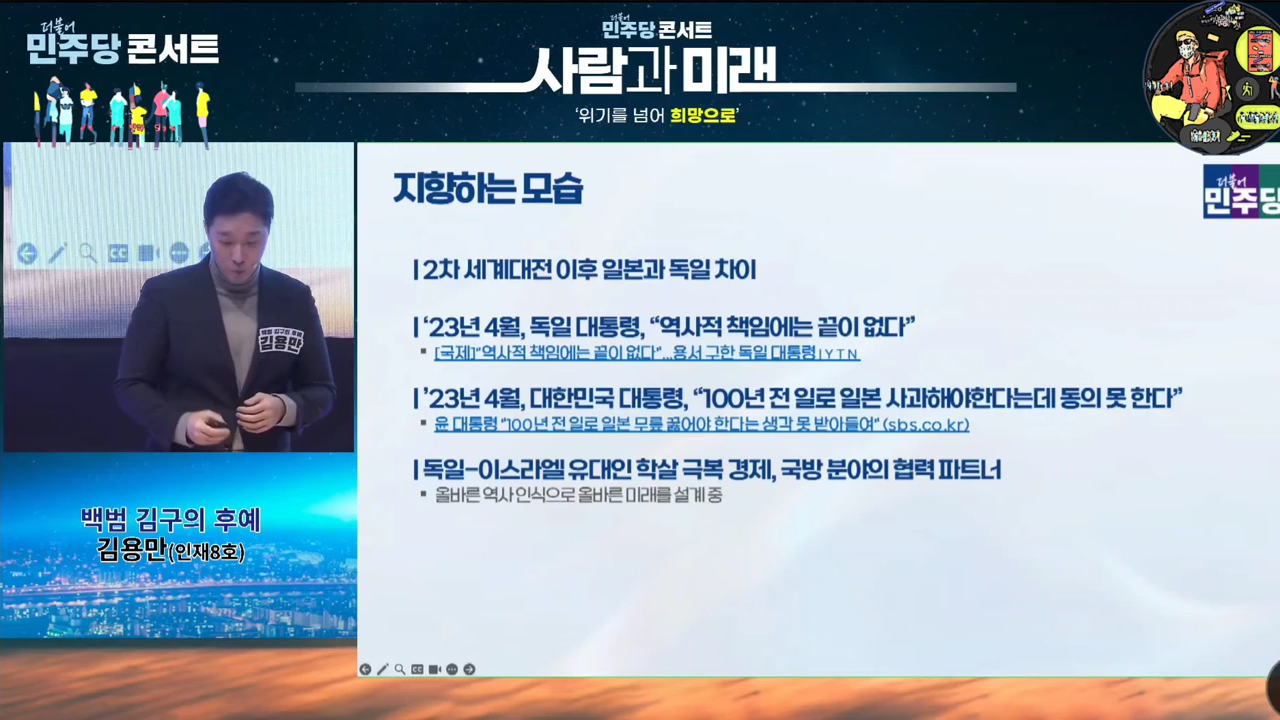 더불어
민주당 콘서트
더불어
민주당 콘서트
사람과 미래
‘위기를 넘어 희망으로’
지향하는 모습
더불어
민주당
| 2차 세계대전 이후 일본과 독일 차이
| ‘23년 4월, 독일 대통령, “역사적 책임에는 끝이 없다”
▪ [국제]“역사적 책임에는 끝이 없다”...용서 구한 독일 대통령 | YTN
| ’23년 4월, 대한민국 대통령, “100년 전 일로 일본 사과해야한다는데 동의 못 한다”
▪ 윤 대통령 “100년 전 일로 일본 무릎 꿇어야 한다는 생각 못 받아들여” (sbs.co.kr)
| 독일-이스라엘 유대인 학살 극복 경제, 국방 분야의 협력 파트너
▪ 올바른 역사 인식으로 올바른 미래를 설계 중
CC
백범 김구의 후예
김용만
백범 김구의 후예
김용만(인재8호)
CC